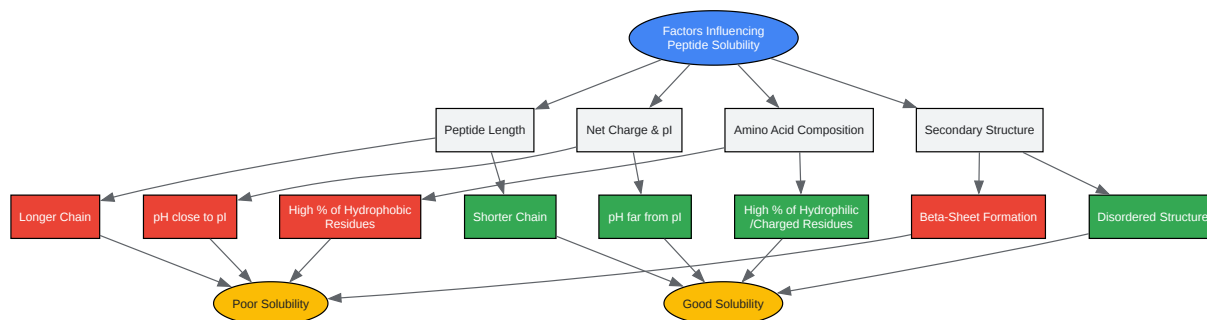 Factors Influencing
Peptide Solubility
Peptide Length
Net Charge & pI
Amino Acid Composition
Secondary Structure
Longer Chain
pH close to pI
High % of Hydrophobic
Residues
Shorter Chain
pH far from pI
High % of Hydrophilic
/Charged Residues
Beta-Sheet Formation
Disordered Structure
Poor Solubility
Good Solubility